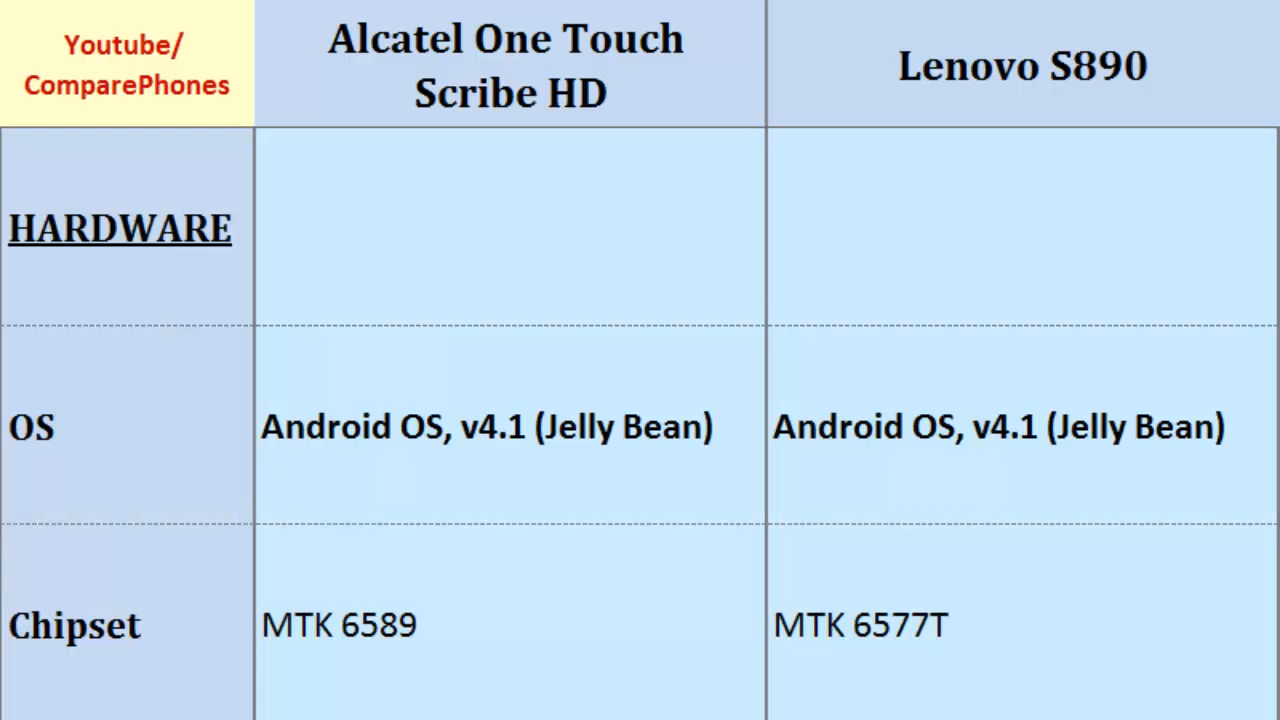 Youtube/
ComparePhones
Alcatel One Touch
Scribe HD
Lenovo S890
HARDWARE
OS
Android OS, v4.1 (Jelly Bean)
Android OS, v4.1 (Jelly Bean)
Chipset
MTK 6589
MTK 6577T